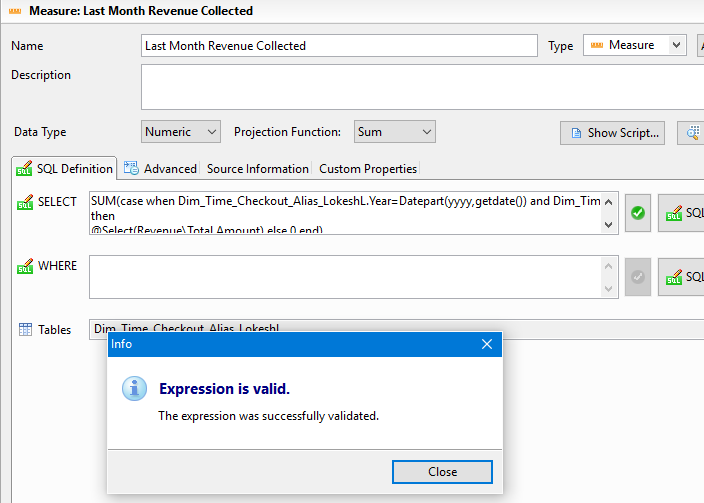 Measure: Last Month Revenue Collected
Name Last Month Revenue Collected Type Measure
Description
Data Type Numeric Projection Function: Sum Show Script...
SQL Definition Advanced Source Information Custom Properties
SELECT SUM(case when Dim_Time_Checkout_Alias_LokeshL.Year=Datepart(yyyy,getdate()) and Dim_Tim SQL
then
@Select(Revenue\Total Amount) else 0 end)
WHERE SQL
Tables Dim_Time_Checkout_Alias_LokeshL
Info
Expression is valid.
The expression was successfully validated.
Close